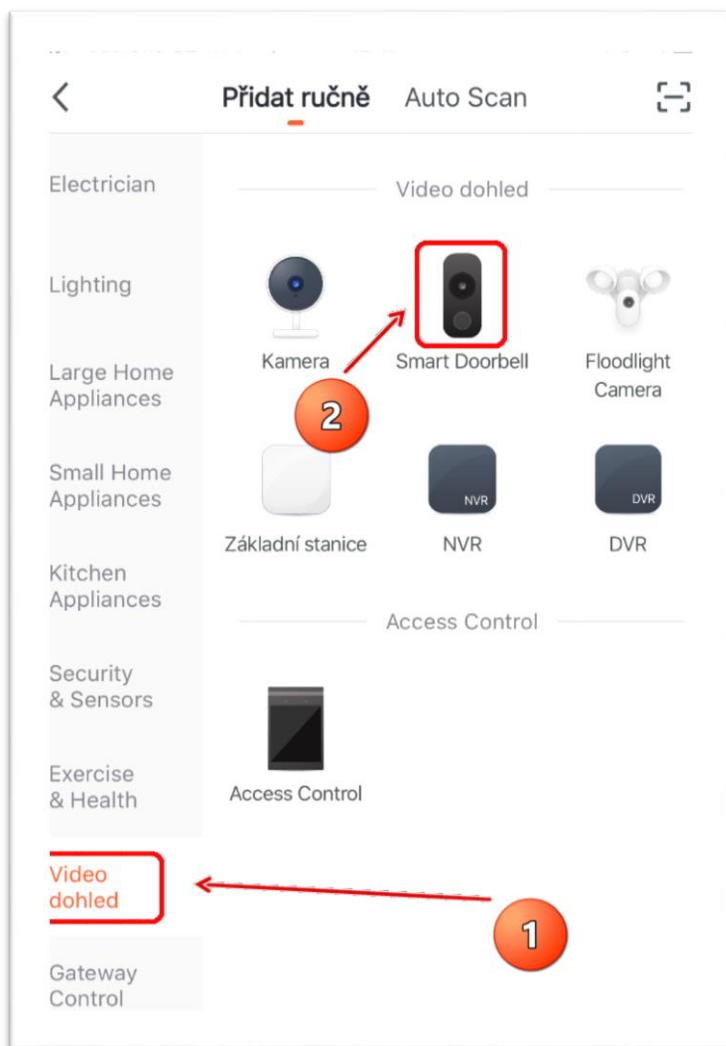 Přidat ručně
Auto Scan
Electrician
Lighting
Large Home
Appliances
Small Home
Appliances
Kitchen
Appliances
Security
& Sensors
Exercise
& Health
Video
dohled
Gateway
Control
Video dohled
Kamera
Smart Doorbell
Floodlight
Camera
2
NVR
DVR
Základní stanice
NVR
DVR
Access Control
Access Control
1